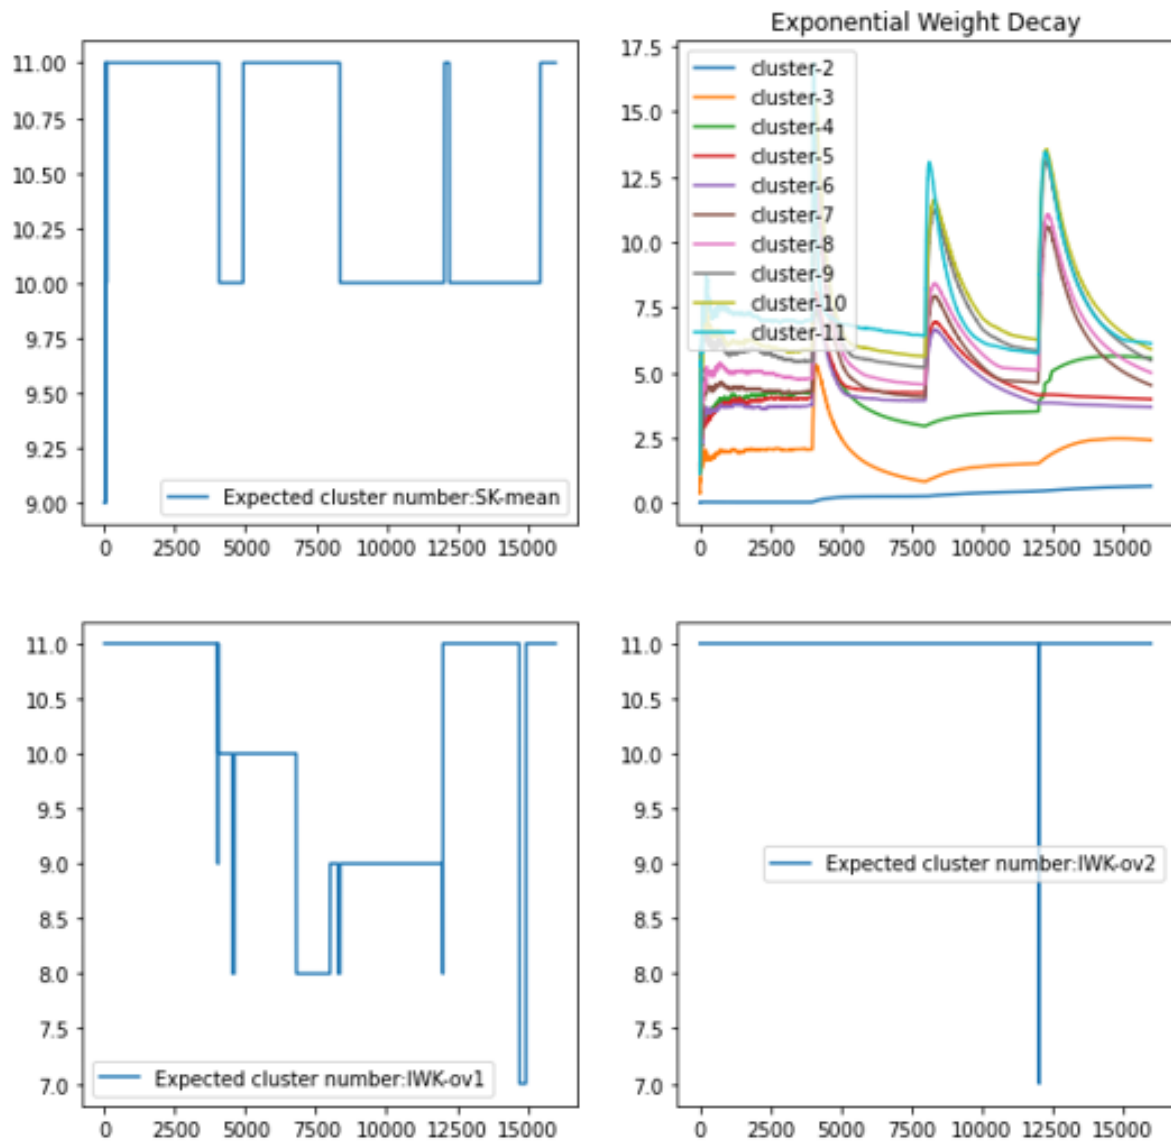 11.00
10.75
10.50
10.25
10.00
9.75
9.50
9.25
9.00
Expected cluster number:SK-mean
0 2500 5000 7500 10000 12500 15000
Exponential Weight Decay
17.5
15.0
12.5
10.0
7.5
5.0
2.5
0.0
cluster-2
cluster-3
cluster-4
cluster-5
cluster-6
cluster-7
cluster-8
cluster-9
cluster-10
cluster-11
0 2500 5000 7500 10000 12500 15000
11.0
10.5
10.0
9.5
9.0
8.5
8.0
7.5
7.0
Expected cluster number:IWK-ov1
0 2500 5000 7500 10000 12500 15000
11.0
10.5
10.0
9.5
9.0
8.5
8.0
7.5
7.0
Expected cluster number:IWK-ov2
0 2500 5000 7500 10000 12500 15000